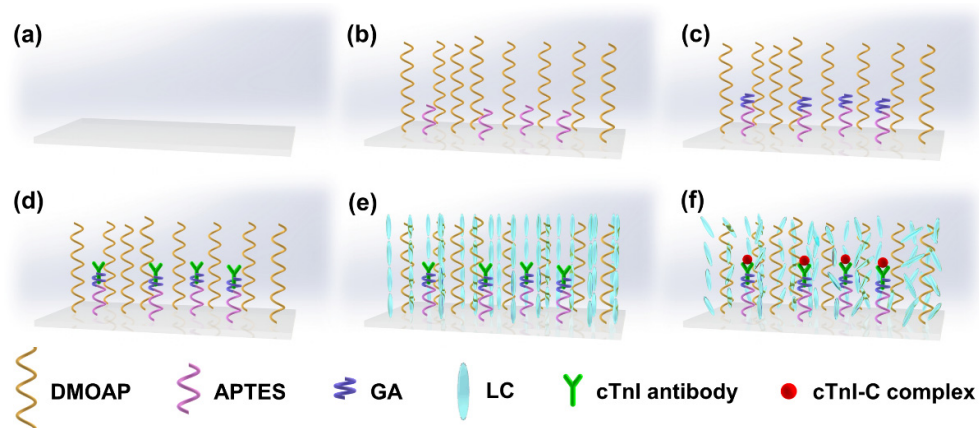 (a)
(b)
(c)
(d)
(e)
(f)
DMOAP APTES GA LC cTnI antibody cTnI-C complex